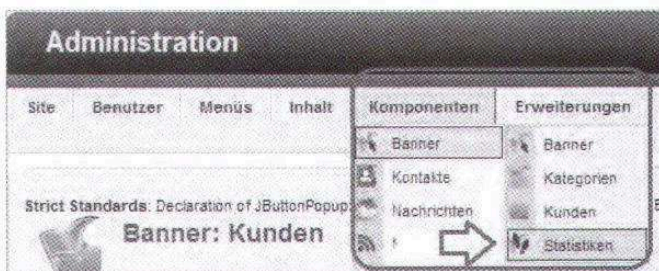 Administration
Site Benutzer Menüs Inhalt Komponenten Erweiterungen
Banner Banner
Kontakte Kategorien
Strict Standards: Declaration of JButtonPopup
Nachrichten Kunden
Banner: Kunden
Statistiken